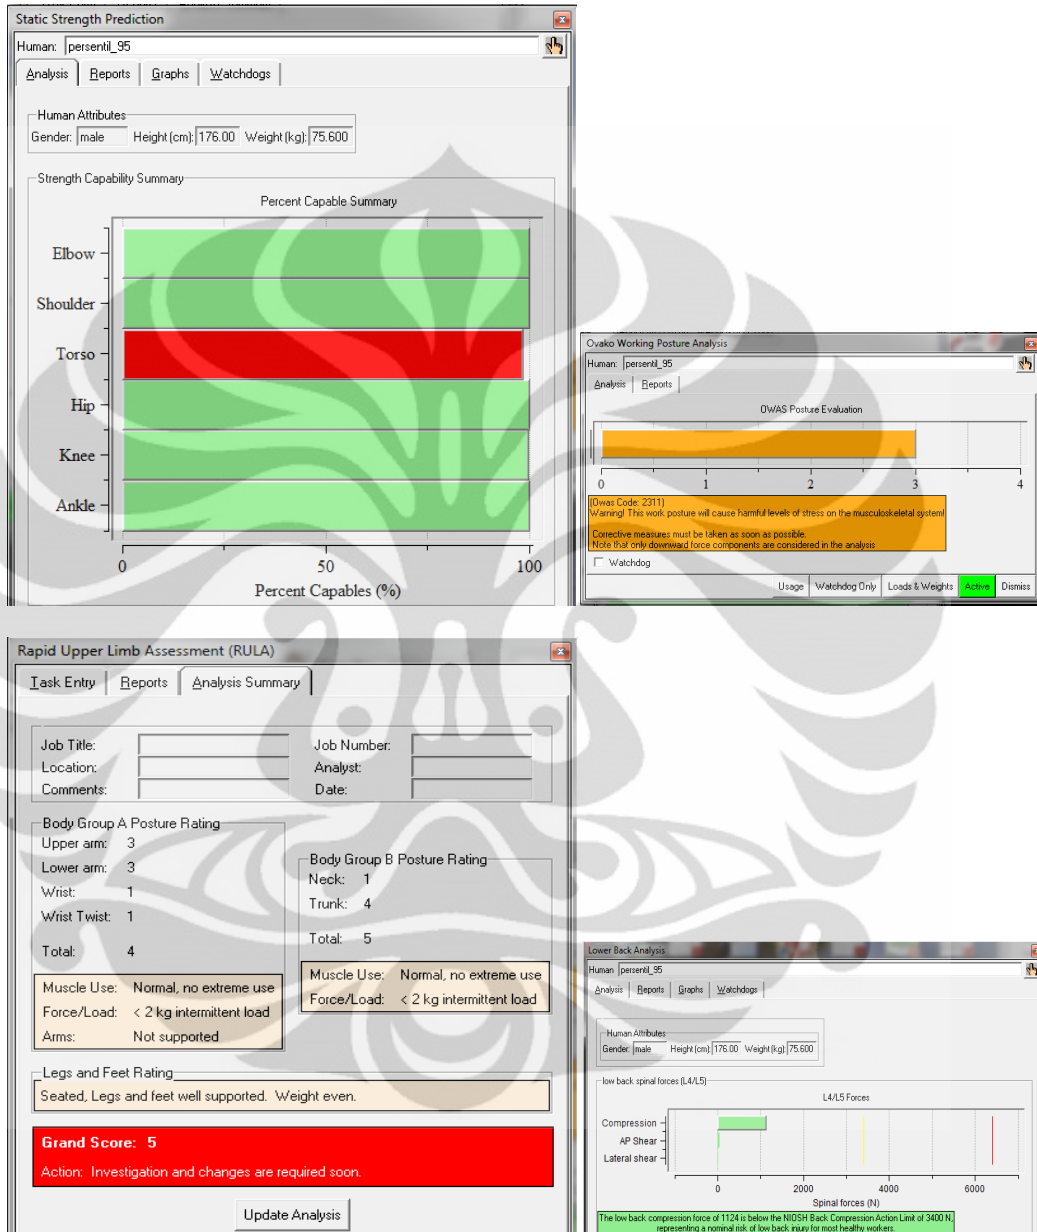 Static Strength Prediction
Human: persentil_95
Analysis Reports Graphs Watchdogs
Human Attributes
Gender: male Height (cm): 176.00 Weight (kg): 75.600
Strength Capability Summary
Percent Capable Summary
Elbow
Shoulder
Torso
Hip
Knee
Ankle
0 50 100
Percent Capables (%)
Ovako Working Posture Analysis
Human: persentil_95
Analysis Reports
OWAS Posture Evaluation
0 1 2 3 4
(Owas Code: 2311)
Warning! This work posture will cause harmful levels of stress on the musculoskeletal system!
Corrective measures must be taken as soon as possible.
Note that only downward force components are considered in the analysis
Watchdog
Usage Watchdog Only Loads & Weights Active Dismiss
Rapid Upper Limb Assessment (RULA)
Task Entry Reports Analysis Summary
Job Title: Job Number:
Location: Analyst:
Comments: Date:
Body Group A Posture Rating
Upper arm: 3
Lower arm: 3
Wrist: 1
Wrist Twist: 1
Total: 4
Muscle Use: Normal, no extreme use
Force/Load: < 2 kg intermittent load
Arms: Not supported
Body Group B Posture Rating
Neck: 1
Trunk: 4
Total: 5
Muscle Use: Normal, no extreme use
Force/Load: < 2 kg intermittent load
Legs and Feet Rating
Seated, Legs and feet well supported. Weight even.
Grand Score: 5
Action: Investigation and changes are required soon.
Update Analysis
Lower Back Analysis
Human persentil_95
Analysis Reports Graphs Watchdogs
Human Attributes
Gender: male Height (cm): 176.00 Weight (kg): 75.600
low back spinal forces (L4/L5)
L4/L5 Forces
Compression
AP Shear
Lateral shear
0 2000 4000 6000
Spinal forces (N)
The low back compression force of 1124 is below the NIOSH Back Compression Action Limit of 3400 N,
representing a nominal risk of low back injury for most healthy workers.